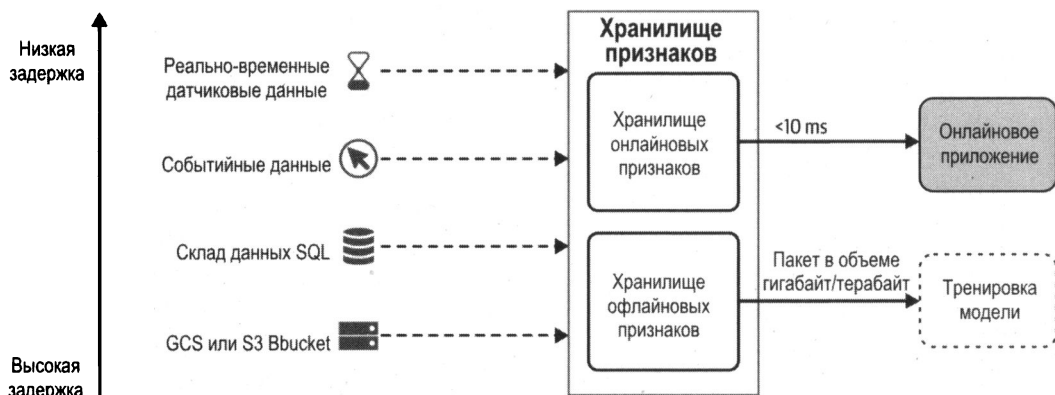 Низкая
задержка
Реально-временные
датчиковые данные
Событийные данные
Склад данных SQL
GCS или S3 Bbucket
Высокая
задержка
Хранилище
признаков
Хранилище
онлайновых
признаков
Хранилище
офлайновых
признаков
<10 ms
Онлайновое
приложение
Пакет в объеме
гигабайт/терабайт
Тренировка
модели